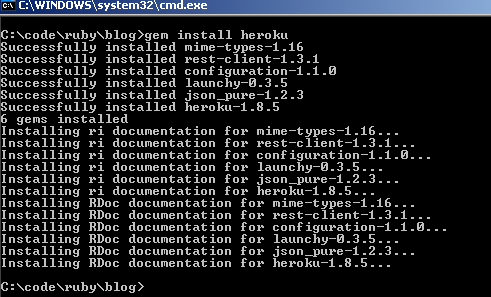 C:\WINDOWS\system32\cmd.exe
C:\code\ruby\blog>gem install heroku
Successfully installed mime-types-1.16
Successfully installed rest-client-1.3.1
Successfully installed configuration-1.1.0
Successfully installed launchy-0.3.5
Successfully installed json_pure-1.2.3
Successfully installed heroku-1.8.5
6 gems installed
Installing ri documentation for mime-types-1.16...
Installing ri documentation for rest-client-1.3.1...
Installing ri documentation for configuration-1.1.0...
Installing ri documentation for launchy-0.3.5...
Installing ri documentation for json_pure-1.2.3...
Installing ri documentation for heroku-1.8.5...
Installing RDoc documentation for mime-types-1.16...
Installing RDoc documentation for rest-client-1.3.1...
Installing RDoc documentation for configuration-1.1.0...
Installing RDoc documentation for launchy-0.3.5...
Installing RDoc documentation for json_pure-1.2.3...
Installing RDoc documentation for heroku-1.8.5...
C:\code\ruby\blog>